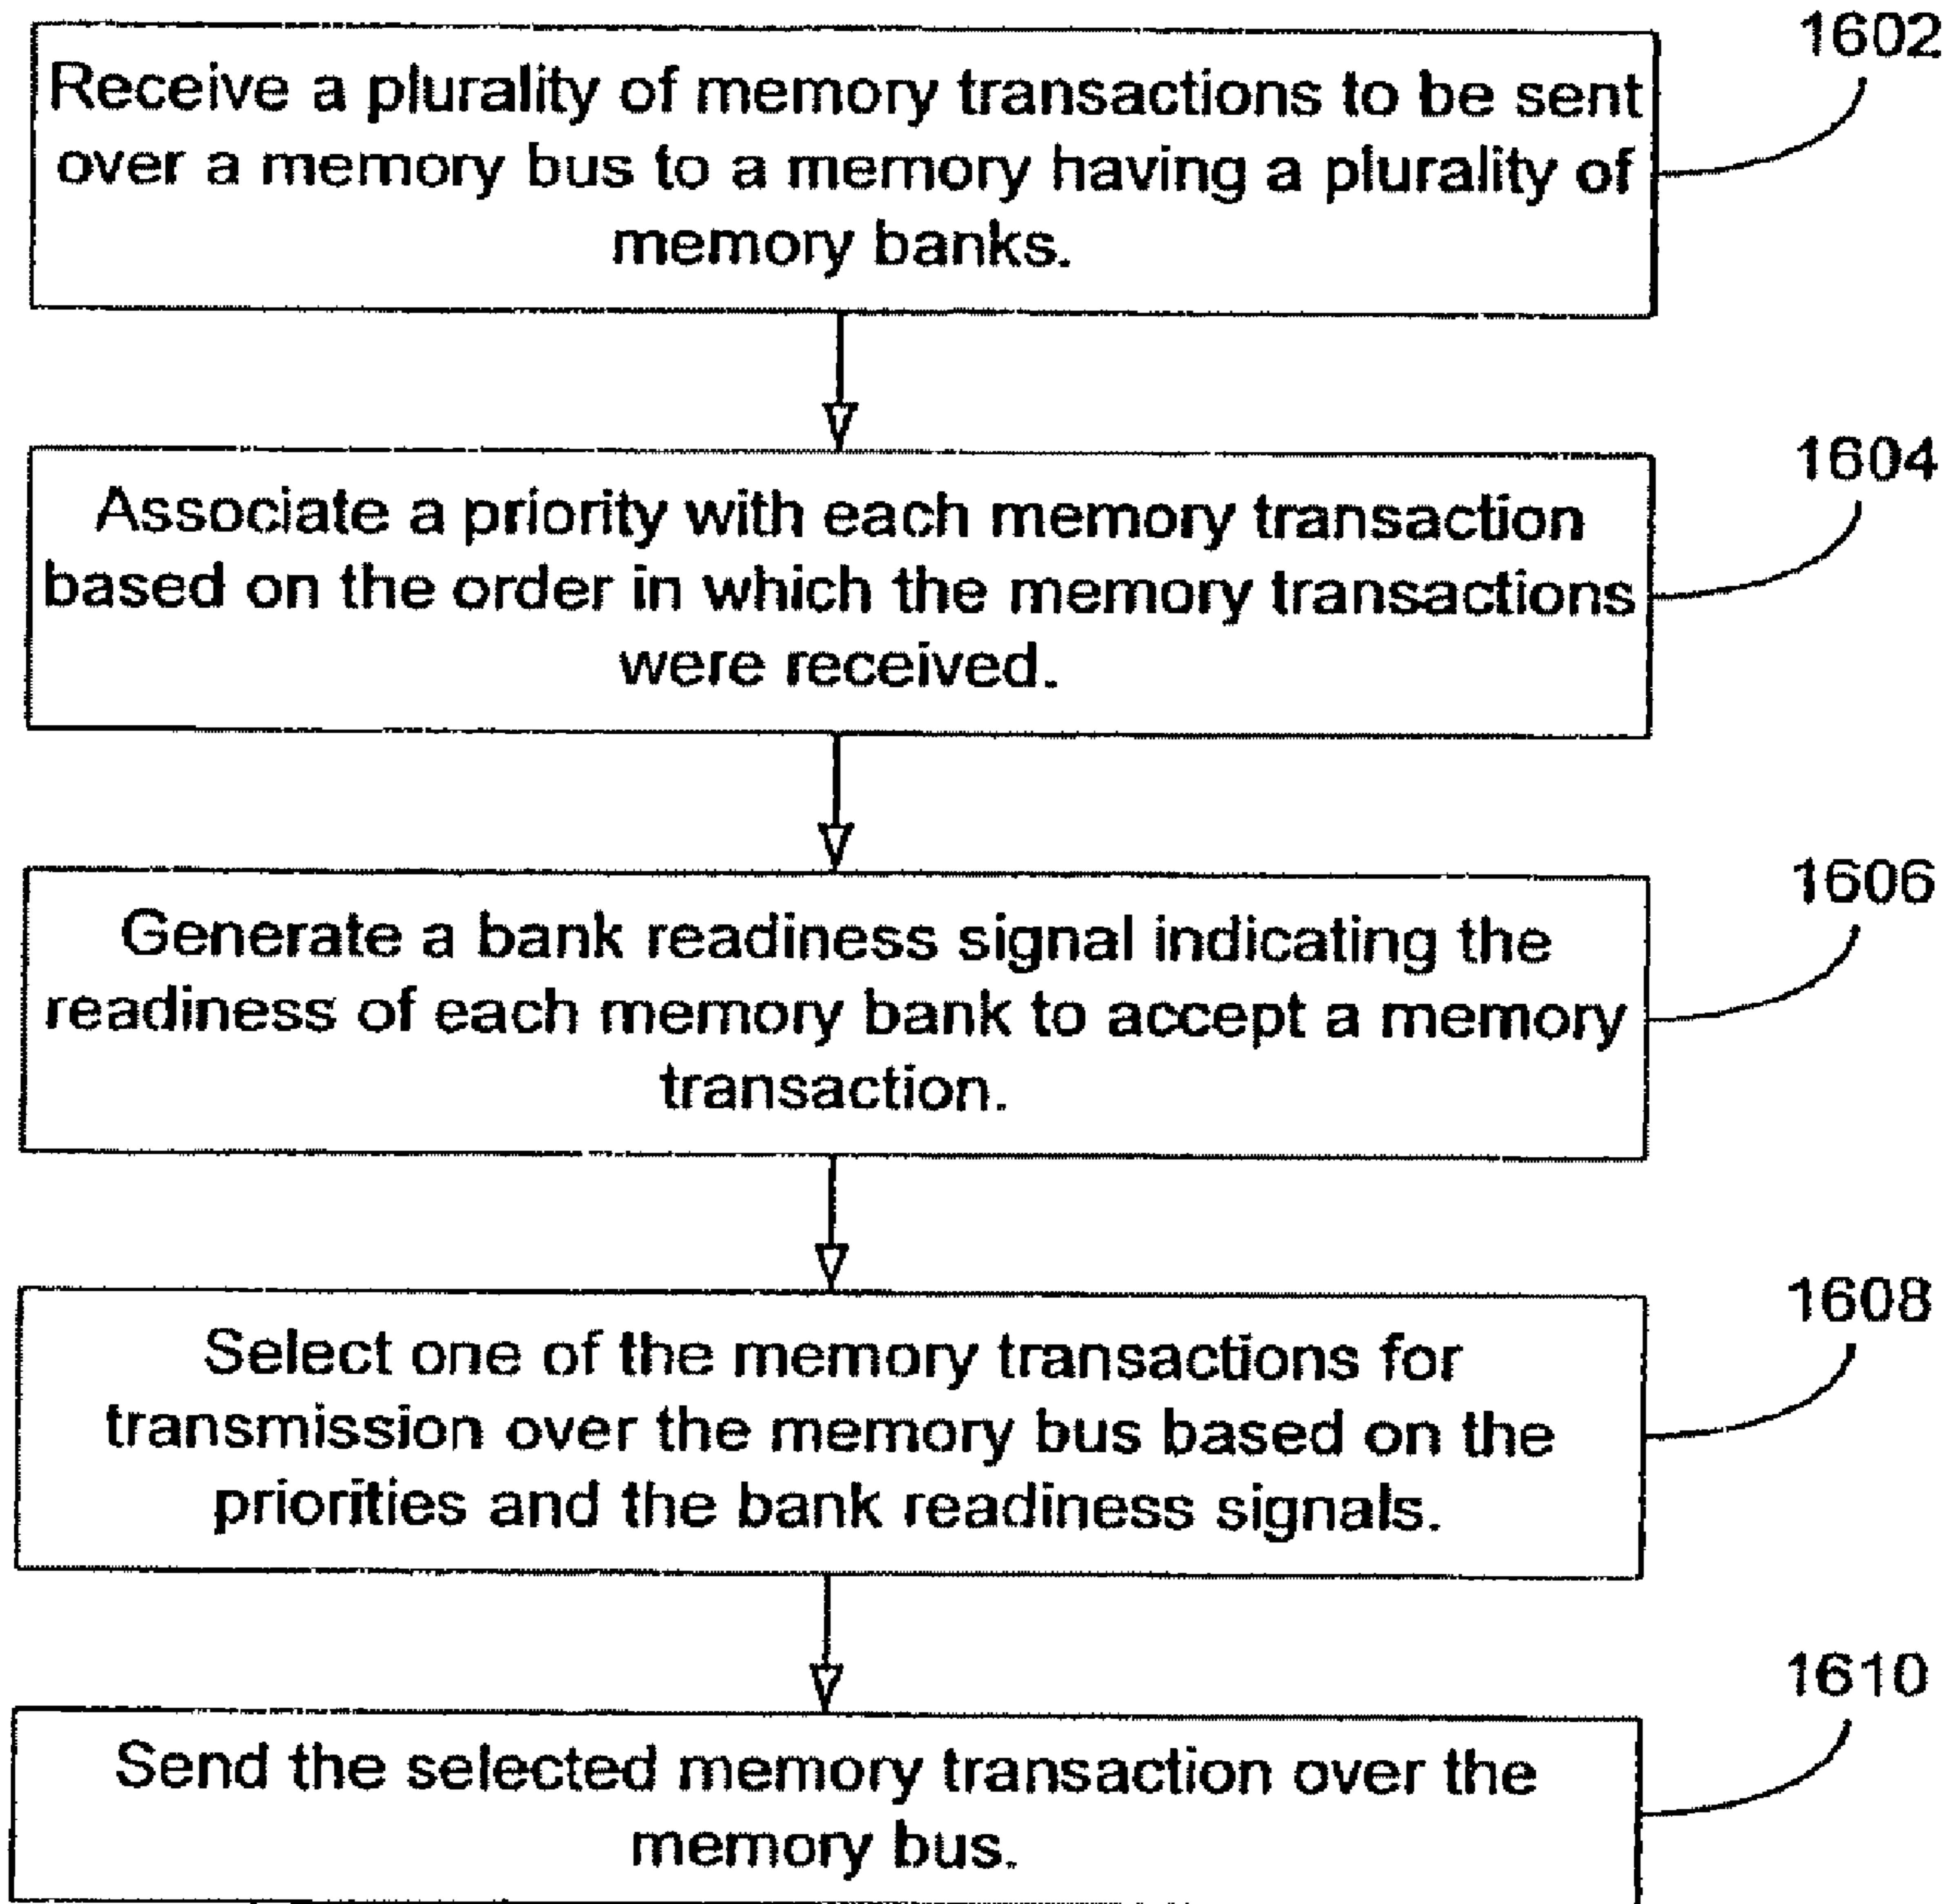 1602
Receive a plurality of memory transactions to be sent
over a memory bus to a memory having a plurality of
memory banks.
1604
Associate a priority with each memory transaction
based on the order in which the memory transactions
were received.
1606
Generate a bank readiness signal indicating the
readiness of each memory bank to accept a memory
transaction.
1608
Select one of the memory transactions for
transmission over the memory bus based on the
priorities and the bank readiness signals.
1610
Send the selected memory transaction over the
memory bus.